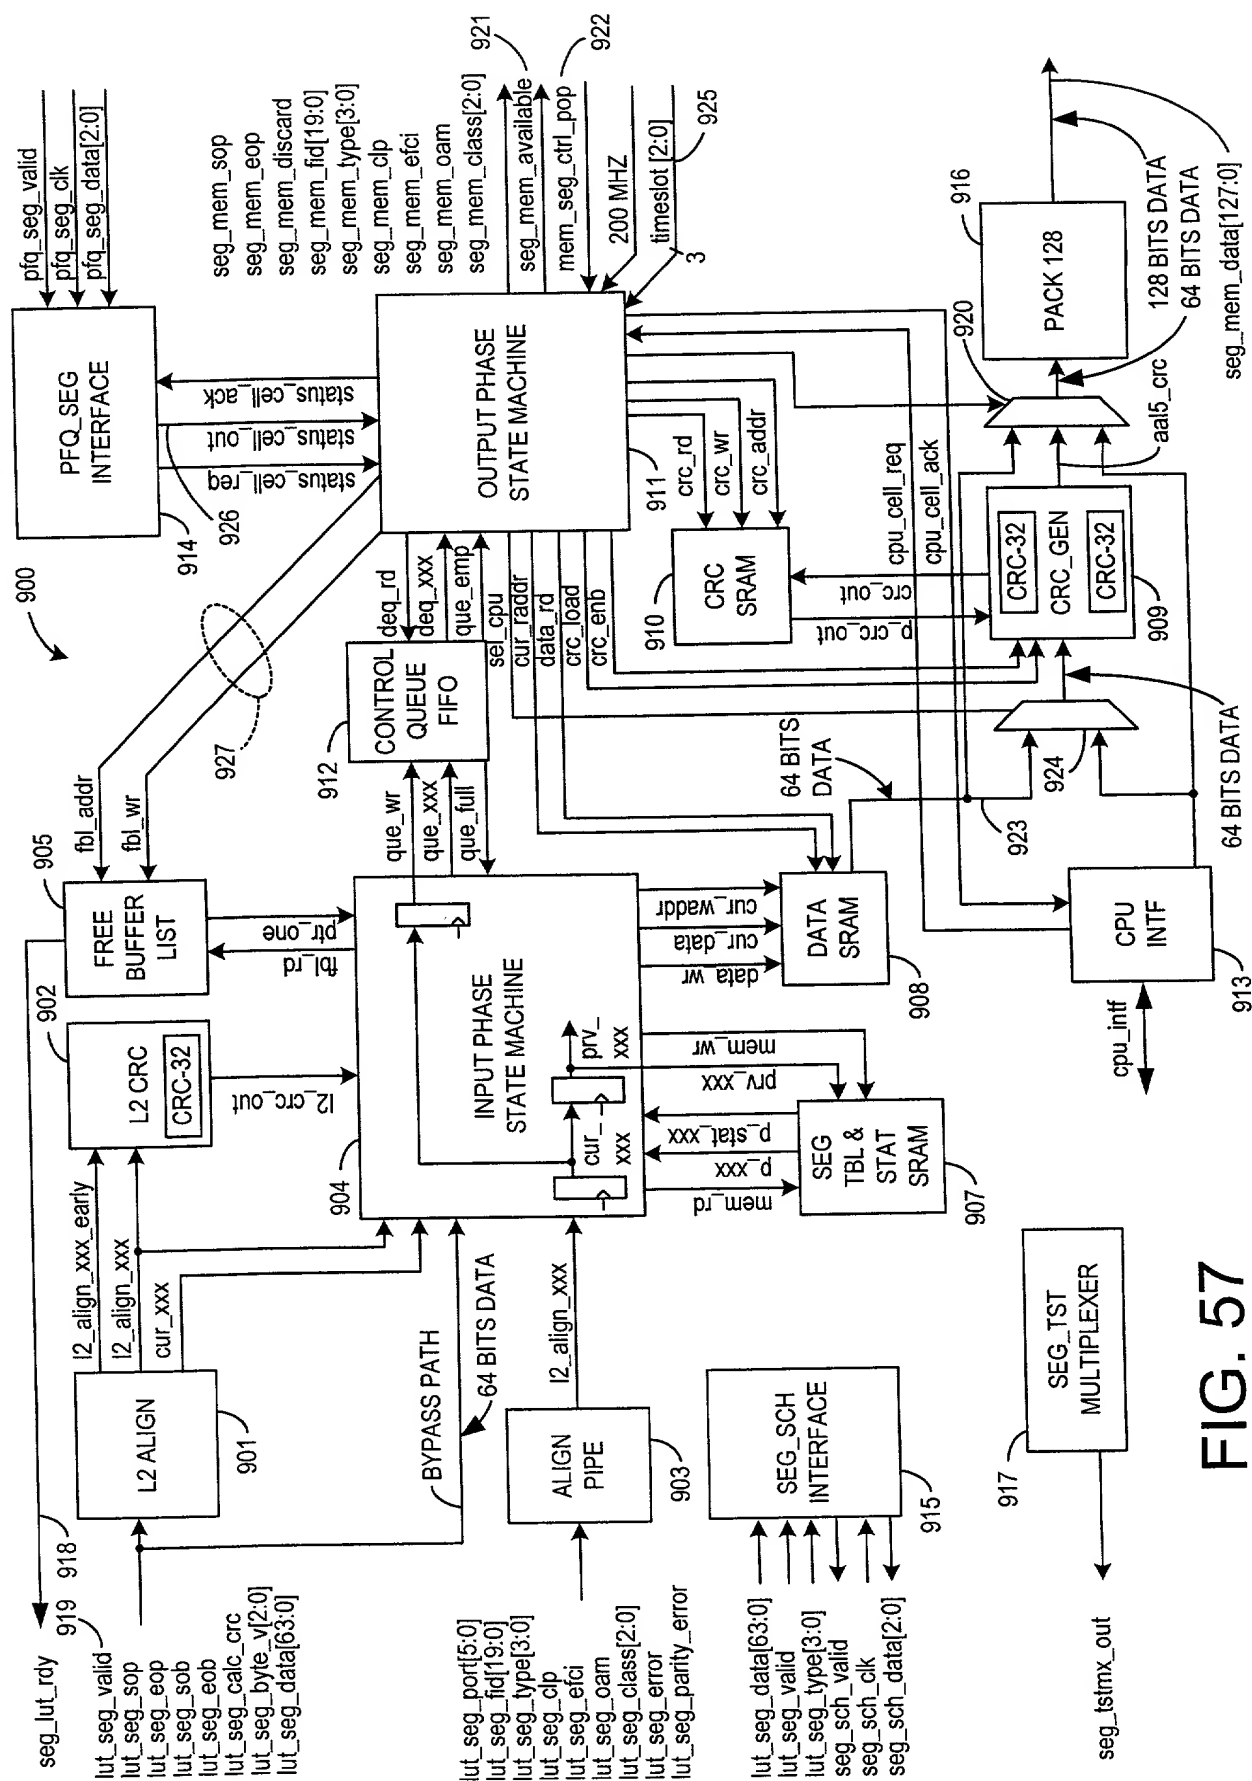 seg_lut_rdy
918
919
lut_seg_valid
lut_seg_sop
lut_seg_eop
lut_seg_sob
lut_seg_eob
lut_seg_calc_crc
lut_seg_byte_v[2:0]
lut_seg_data[63:0]
L2 ALIGN
901
l2_align_xxx_early
l2_align_xxx
cur_xxx
BYPASS PATH
64 BITS DATA
lut_seg_port[5:0]
lut_seg_fid[19:0]
lut_seg_type[3:0]
lut_seg_clp
lut_seg_efci
lut_seg_oam
lut_seg_class[2:0]
lut_seg_error
lut_seg_parity_error
ALIGN
PIPE
903
l2_align_xxx
lut_seg_data[63:0]
lut_seg_valid
lut_seg_type[3:0]
seg_sch_valid
seg_sch_clk
seg_sch_data[2:0]
SEG_SCH
INTERFACE
915
seg_tstmx_out
SEG_TST
MULTIPLEXER
917
902
L2 CRC
CRC-32
l2_crc_out
905
FREE
BUFFER
LIST
fbl_rd
ptr_one
fbl_addr
fbl_wr
927
900
904
INPUT PHASE
STATE MACHINE
cur_
xxx
prv_
xxx
mem_rd
p_xxx
p_stat_xxx
prv_xxx
mem_wr
SEG
TBL &
STAT
SRAM
907
data_wr
cur_data
cur_waddr
DATA
SRAM
908
que_wr
que_xxx
que_full
912
CONTROL
QUEUE
FIFO
deq_rd
deq_xxx
que_emp
sel_cpu
cur_raddr
data_rd
crc_load
crc_enb
PFQ_SEG
INTERFACE
914
926
pfq_seg_valid
pfq_seg_clk
pfq_seg_data[2:0]
status_cell_req
status_cell_out
status_cell_ack
OUTPUT PHASE
STATE MACHINE
911
seg_mem_sop
seg_mem_eop
seg_mem_discard
seg_mem_fid[19:0]
seg_mem_type[3:0]
seg_mem_clp
seg_mem_efci
seg_mem_oam
seg_mem_class[2:0]
seg_mem_available
921
mem_seg_ctrl_pop
922
200 MHZ
timeslot [2:0]
3
925
crc_rd
crc_wr
crc_addr
910
CRC
SRAM
cpu_cell_req
cpu_cell_ack
p_crc_out
crc_out
CRC-32
CRC_GEN
CRC-32
909
64 BITS
DATA
923
924
64 BITS DATA
cpu_intf
CPU
INTF
913
aal5_crc
920
916
PACK 128
128 BITS DATA
64 BITS DATA
seg_mem_data[127:0]
FIG. 57